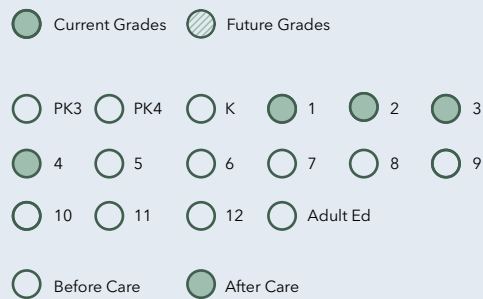 Current Grades Future Grades
PK3 PK4 K 1 2 3
4 5 6 7 8 9
10 11 12 Adult Ed
Before Care After Care